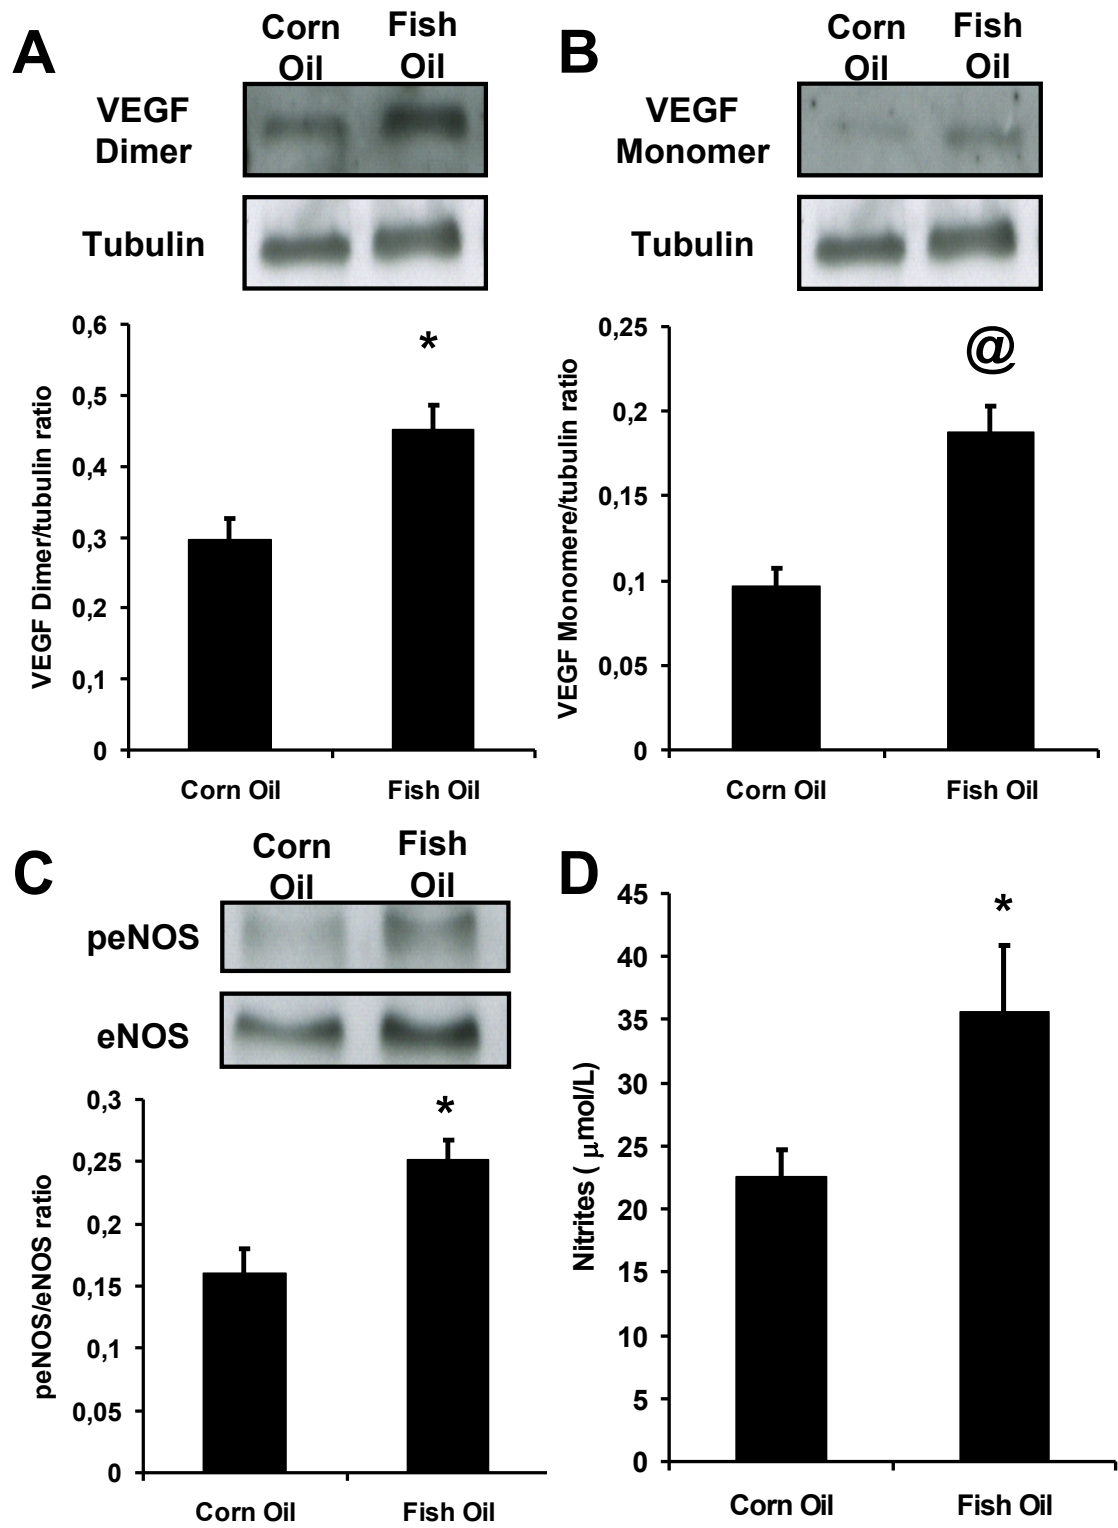 A
Corn
Oil
Fish
Oil
VEGF
Dimer
Tubulin
0,6
0,5
0,4
0,3
0,2
0,1
0
VEGF Dimer/tubulin ratio
*
Corn Oil
Fish Oil
B
Corn
Oil
Fish
Oil
VEGF
Monomer
Tubulin
0,25
0,2
0,15
0,1
0,05
0
VEGF Monomere/tubulin ratio
@
Corn Oil
Fish Oil
C
Corn
Oil
Fish
Oil
peNOS
eNOS
0,3
0,25
0,2
0,15
0,1
0,05
0
peNOS/eNOS ratio
*
Corn Oil
Fish Oil
D
45
40
35
30
25
20
15
10
5
0
Nitrites ( µmol/L)
*
Corn Oil
Fish Oil